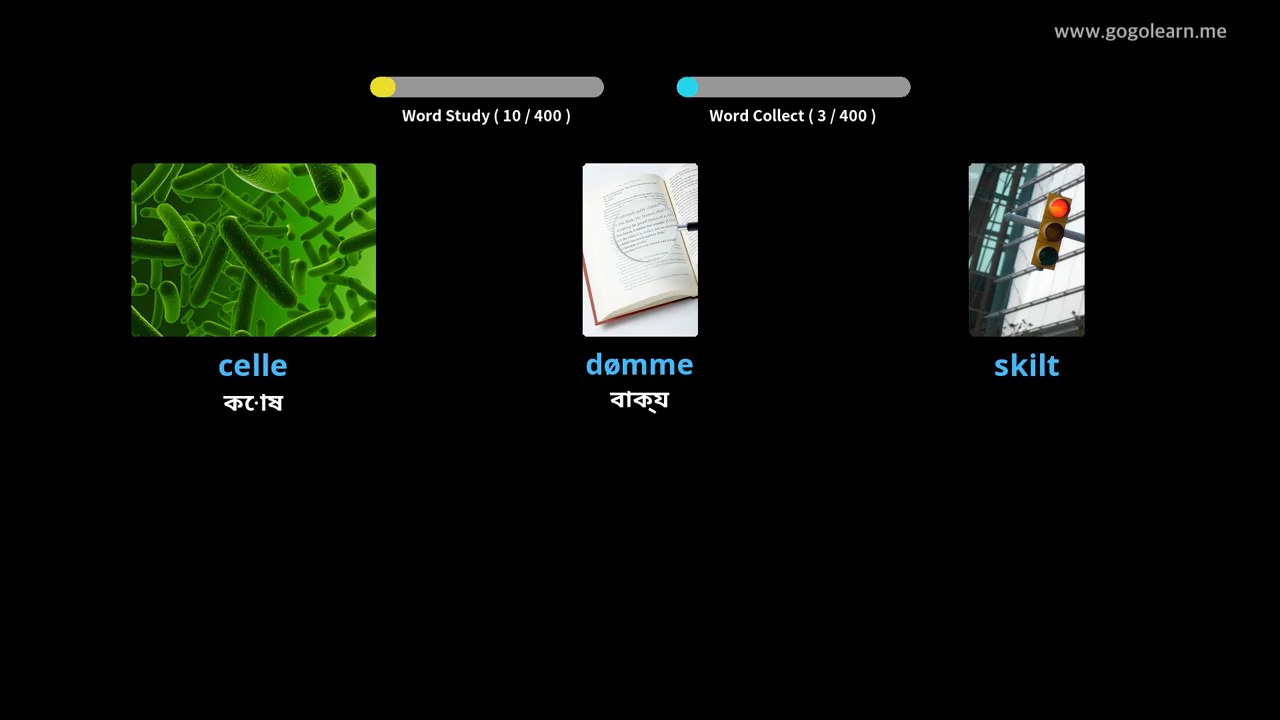 www.gogolearn.me
Word Study ( 10 / 400 )
Word Collect ( 3 / 400 )
celle
dømme
skilt
কোষ
বাক্য